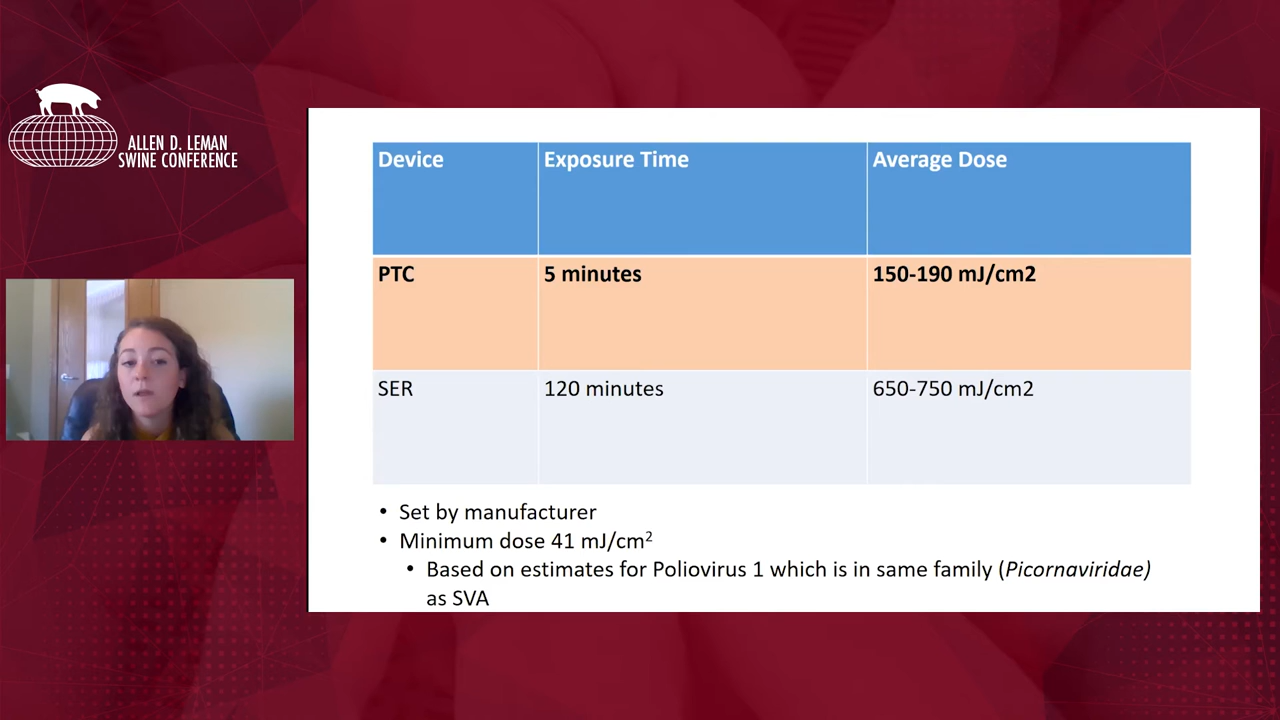 ALLEN D. LEMAN
SWINE CONFERENCE
Device Exposure Time Average Dose
PTC 5 minutes 150-190 mJ/cm2
SER 120 minutes 650-750 mJ/cm2
• Set by manufacturer
• Minimum dose 41 mJ/cm²
• Based on estimates for Poliovirus 1 which is in same family (Picornaviridae)
as SVA